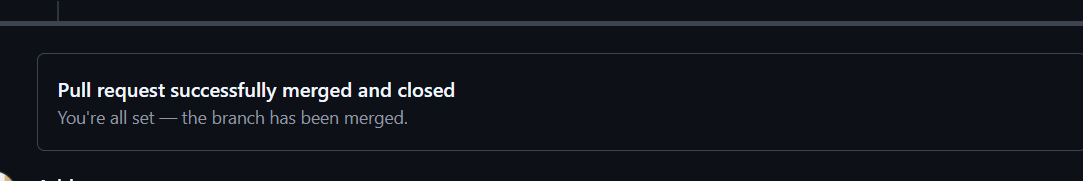 Pull request successfully merged and closed
You're all set — the branch has been merged.